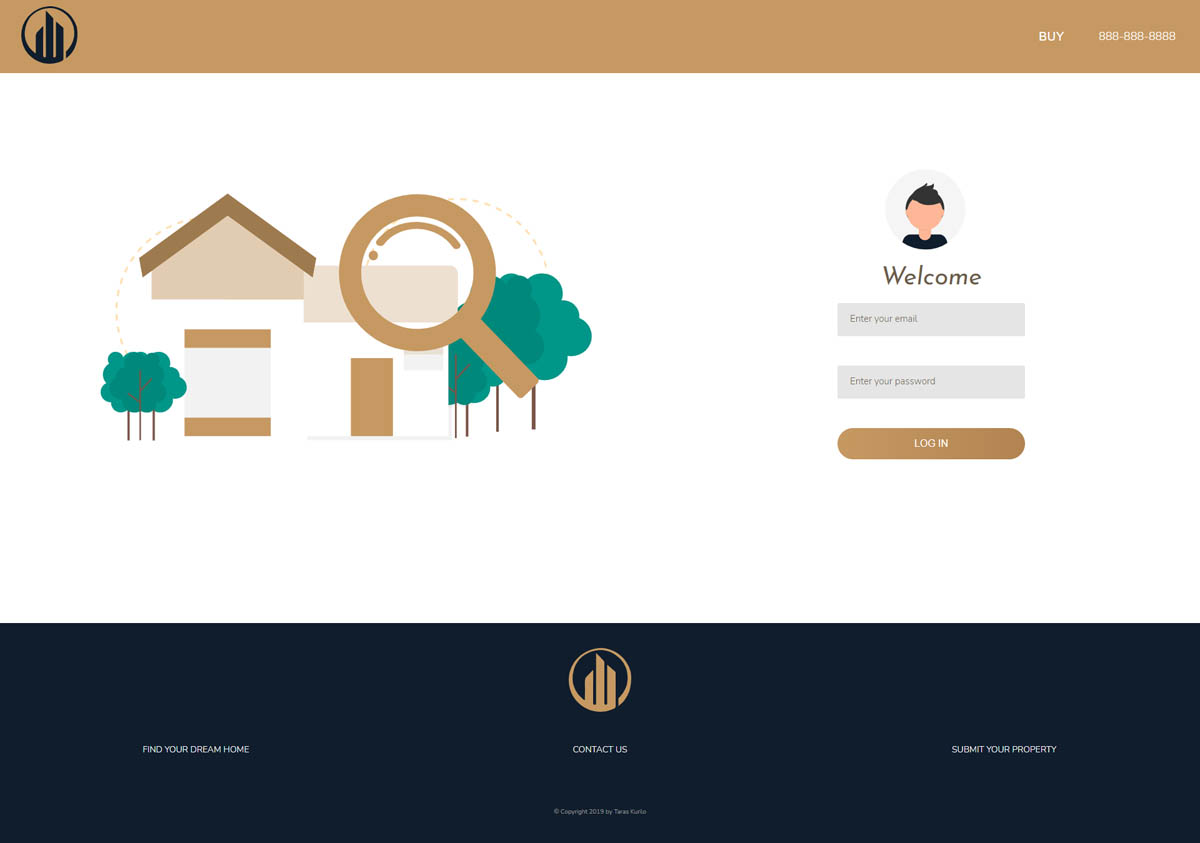 BUY
888-888-8888
Welcome
Enter your email
Enter your password
LOG IN
FIND YOUR DREAM HOME
CONTACT US
SUBMIT YOUR PROPERTY
© Copyright 2019 by Taras Kurilo